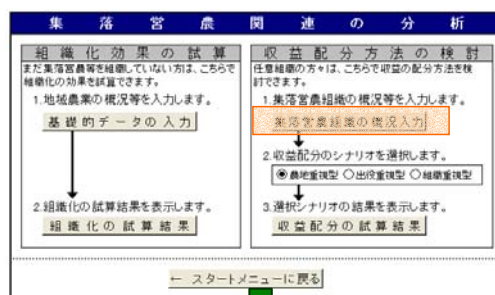 集落営農関連の分析
組織化効果の試算
まだ集落営農等を組織していない方は、こちらで
組織化の効果を試算できます。
1.地域農業の概況等を入力します。
基礎的データの入力
2.組織化の試算結果を表示します。
組織化の試算結果
収益配分方法の検討
任意組織の方々は、こちらで収益の配分方法を検
討できます。
1.集落営農組織の概況等を入力します。
集落営農組織の概況入力
2.収益配分のシナリオを選択します。
農地重視型 出役重視型 組織重視型
3.選択シナリオの結果を表示します。
収益配分の試算結果
← スタートメニューに戻る